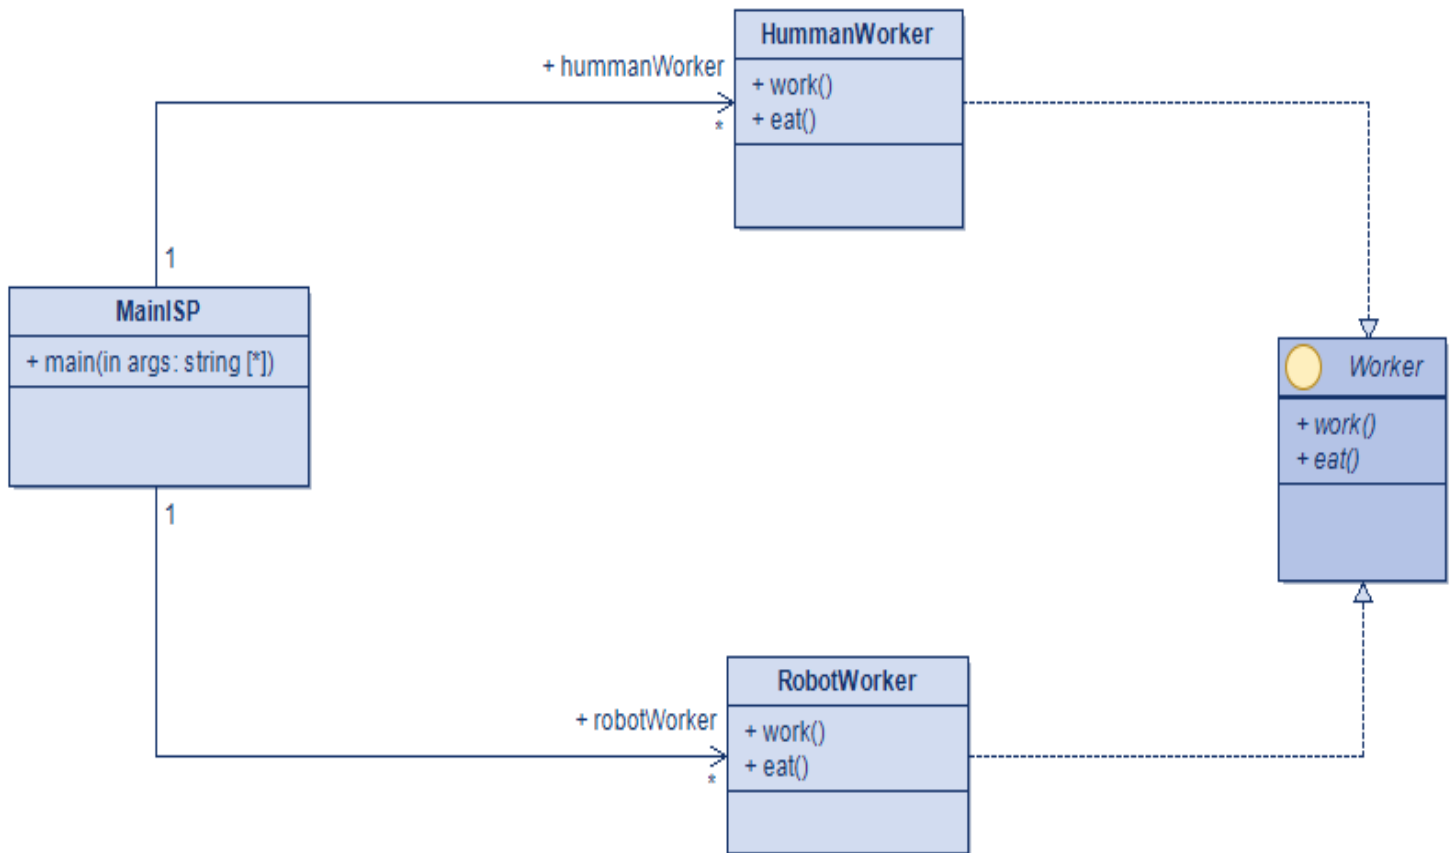 HummanWorker
+ work()
+ eat()
+ hummanWorker
*
1
MainISP
+ main(in args: string [*])
1
Worker
+ work()
+ eat()
RobotWorker
+ work()
+ eat()
+ robotWorker
*